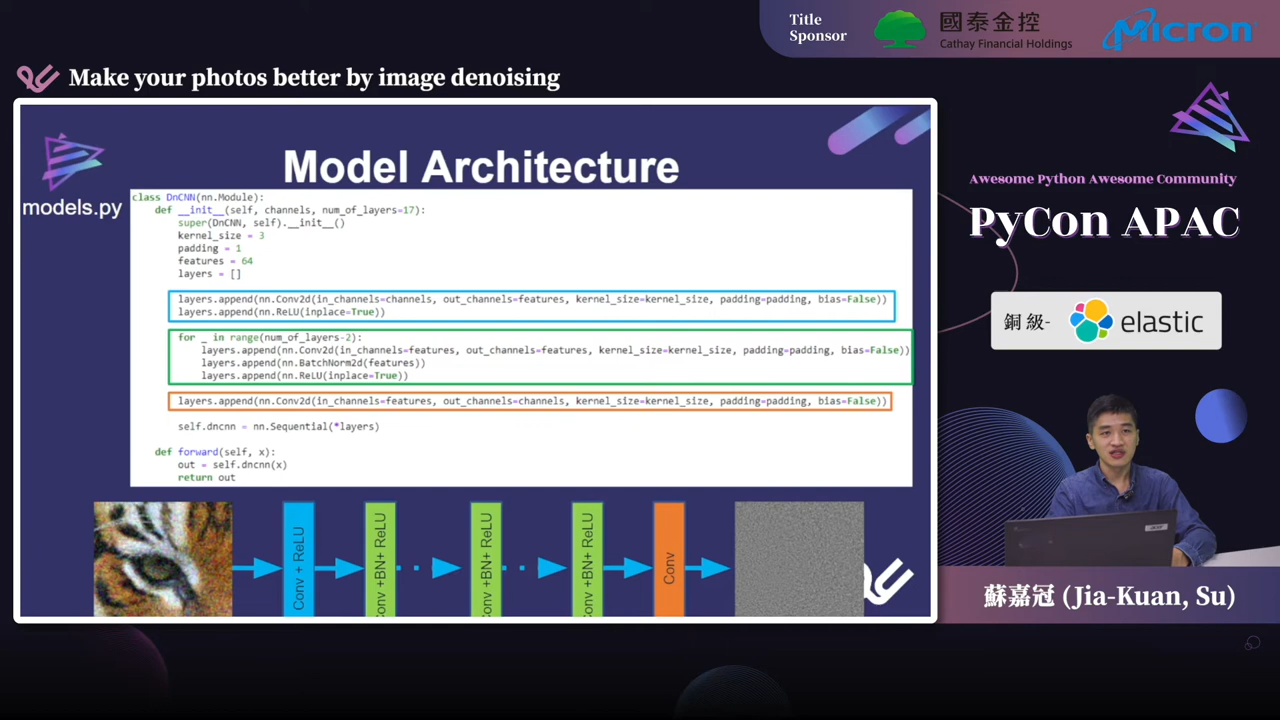 Title
Sponsor
國泰金控
Cathay Financial Holdings
Micron
Make your photos better by image denoising
Model Architecture
models.py
class DnCNN(nn.Module):
def __init__(self, channels, num_of_layers=17):
super(DnCNN, self).__init__()
kernel_size = 3
padding = 1
features = 64
layers = []
layers.append(nn.Conv2d(in_channels=channels, out_channels=features, kernel_size=kernel_size, padding=padding, bias=False))
layers.append(nn.ReLU(inplace=True))
for _ in range(num_of_layers-2):
layers.append(nn.Conv2d(in_channels=features, out_channels=features, kernel_size=kernel_size, padding=padding, bias=False))
layers.append(nn.BatchNorm2d(features))
layers.append(nn.ReLU(inplace=True))
layers.append(nn.Conv2d(in_channels=features, out_channels=channels, kernel_size=kernel_size, padding=padding, bias=False))
self.dncnn = nn.Sequential(*layers)
def forward(self, x):
out = self.dncnn(x)
return out
Conv + ReLU
Conv +BN+ ReLU
Conv +BN+ ReLU
Conv +BN+ ReLU
Conv
Awesome Python Awesome Community
PyCon APAC
銅級- elastic
acer
蘇嘉冠 (Jia-Kuan, Su)